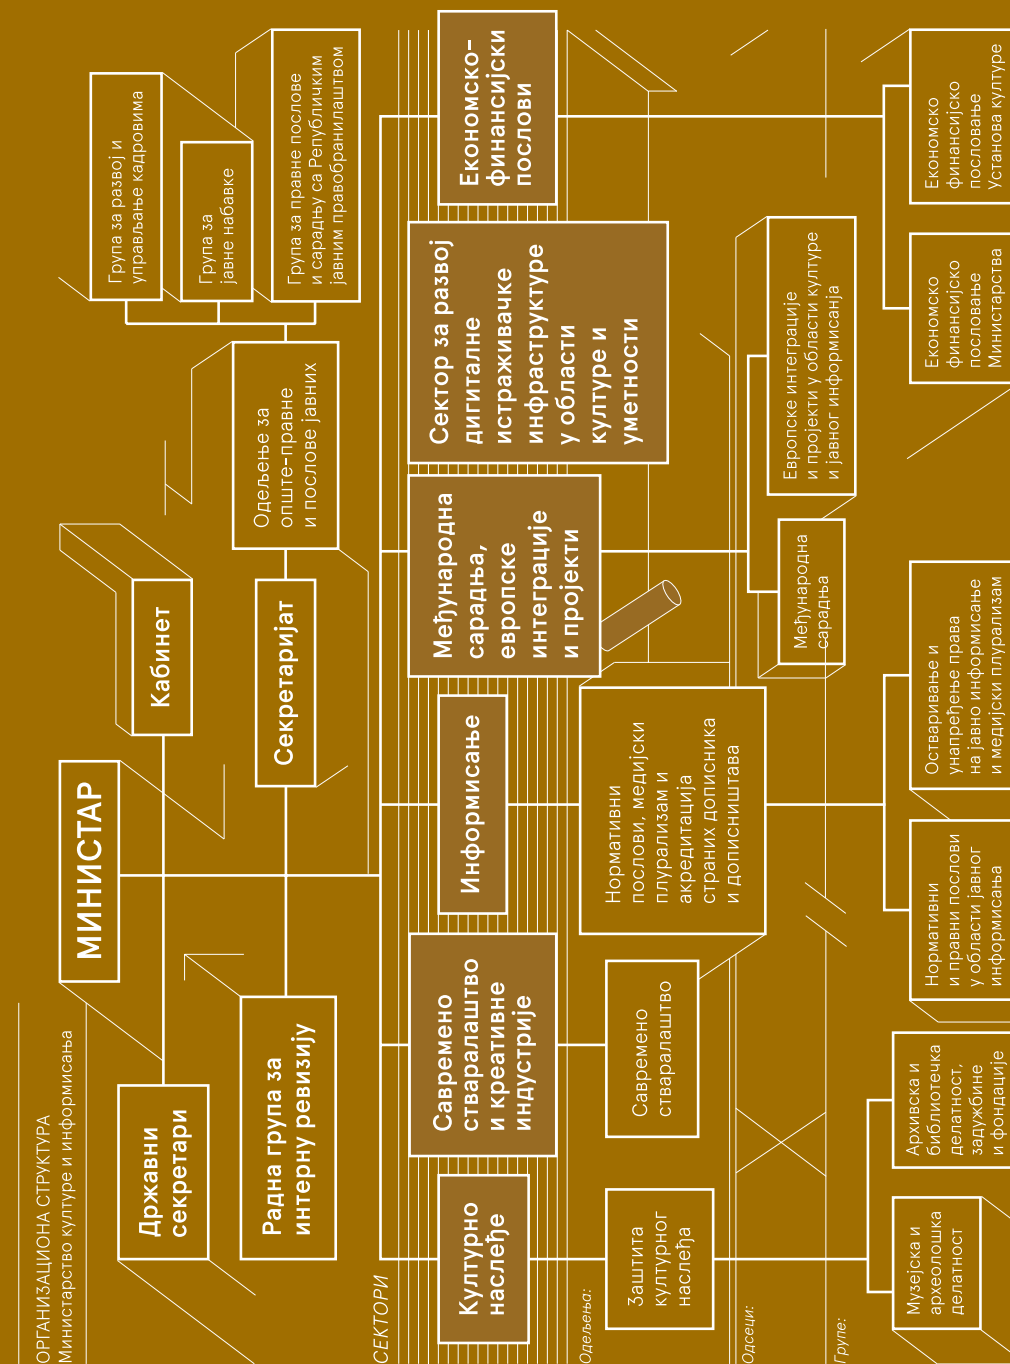 ОРГАНИЗАЦИОНА СТРУКТУРА
Министарство културе и информисања
МИНИСТАР
Државни
секретари
Кабинет
Радна група за
интерну ревизију
Секретаријат
Одељење за
опште-правне
и послове јавних
Група за развој и
управљање кадровима
Група за
јавне набавке
Група за правне послове
и сарадњу са Републичким
јавним правобранилаштвом
СЕКТОРИ
Културно
наслеђе
Савремено
стваралаштво
и креативне
индустрије
Информисање
Међународна
сарадња,
европске
интеграције
и пројекти
Сектор за развој
дигиталне
истраживачке
инфраструктуре
у области
културе и
уметности
Економско-
финансијски
послови
Одељења:
Заштита
културног
наслеђа
Савремено
стваралаштво
Нормативни
послови, медијски
плурализам и
акредитација
страних дописника
и дописништава
Одсеци:
Међународна
сарадња
Европске интеграције
и пројекти у области културе
и јавног информисања
Групе:
Музејска и
археолошка
делатност
Архивска и
библиотечка
делатност,
задужбине
и фондације
Нормативни
и правни послови
у области јавног
информисања
Остваривање и
унапређење права
на јавно информисање
и медијски плурализам
Економско
финансијско
пословање
Министарства
Економско
финансијско
пословање
Установа културе